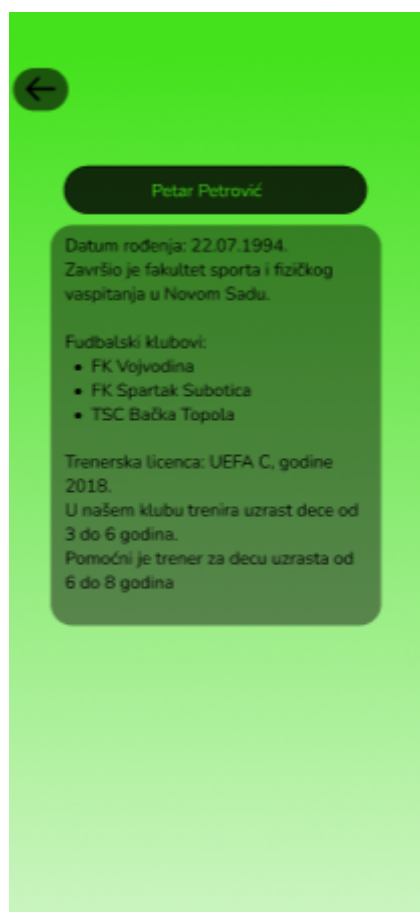 Petar Petrović
Datum rođenja: 22.07.1994.
Završio je fakultet sporta i fizičkog
vaspitanja u Novom Sadu.
Fudbalski klubovi:
• FK Vojvodina
• FK Spartak Subotica
• TSC Bačka Topola
Trenerska licenca: UEFA C, godine
2018.
U našem klubu trenira uzrast dece od
3 do 6 godina.
Pomoćni je trener za decu uzrasta od
6 do 8 godina